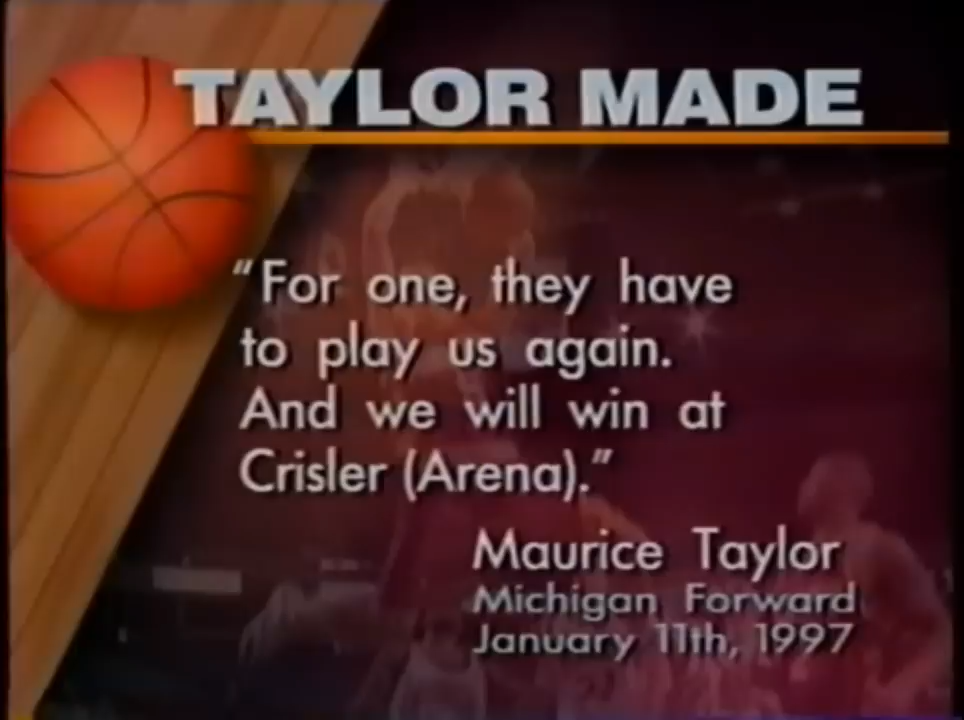 TAYLOR MADE
“For one, they have
to play us again.
And we will win at
Crisler (Arena).”
Maurice Taylor
Michigan Forward
January 11th, 1997